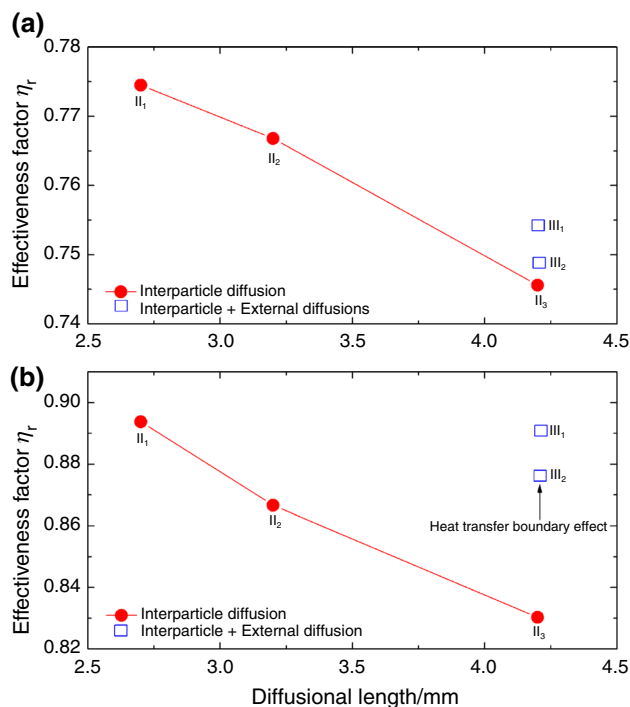 (a)
0.78
0.77
0.76
0.75
0.74
Effectiveness factor ηr
II1
II2
III1
III2
II3
Interparticle diffusion
Interparticle + External diffusions
2.5 3.0 3.5 4.0 4.5
(b)
0.90
0.88
0.86
0.84
0.82
Effectiveness factor ηr
II1
III1
III2
II2
Heat transfer boundary effect
II3
Interparticle diffusion
Interparticle + External diffusion
2.5 3.0 3.5 4.0 4.5
Diffusional length/mm